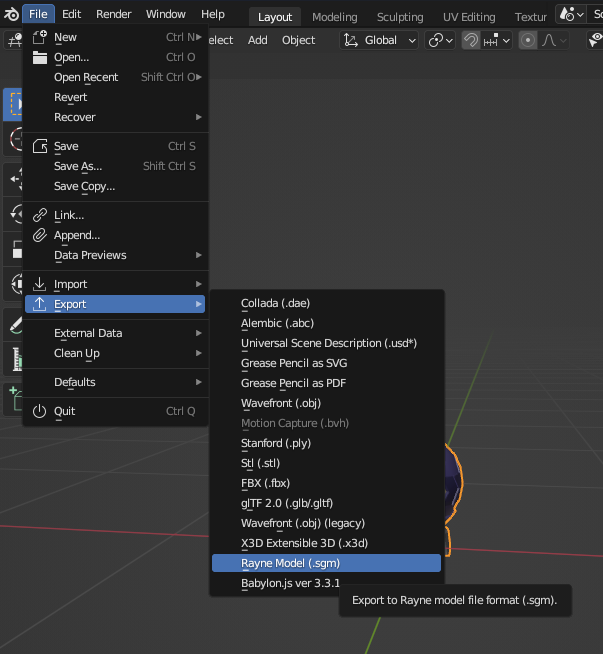 File Edit Render Window Help Layout Modeling Sculpting UV Editing Textur Sc
elect Add Object Global
New Ctrl N
Open... Ctrl O
Open Recent Shift Ctrl O
Revert
Recover
Save Ctrl S
Save As... Shift Ctrl S
Save Copy...
Link...
Append...
Data Previews
Import
Export
External Data
Clean Up
Defaults
Quit Ctrl Q
Collada (.dae)
Alembic (.abc)
Universal Scene Description (.usd*)
Grease Pencil as SVG
Grease Pencil as PDF
Wavefront (.obj)
Motion Capture (.bvh)
Stanford (.ply)
Stl (.stl)
FBX (.fbx)
glTF 2.0 (.glb/.gltf)
Wavefront (.obj) (legacy)
X3D Extensible 3D (.x3d)
Rayne Model (.sgm)
Babylon.js ver 3.3.1
Export to Rayne model file format (.sgm).